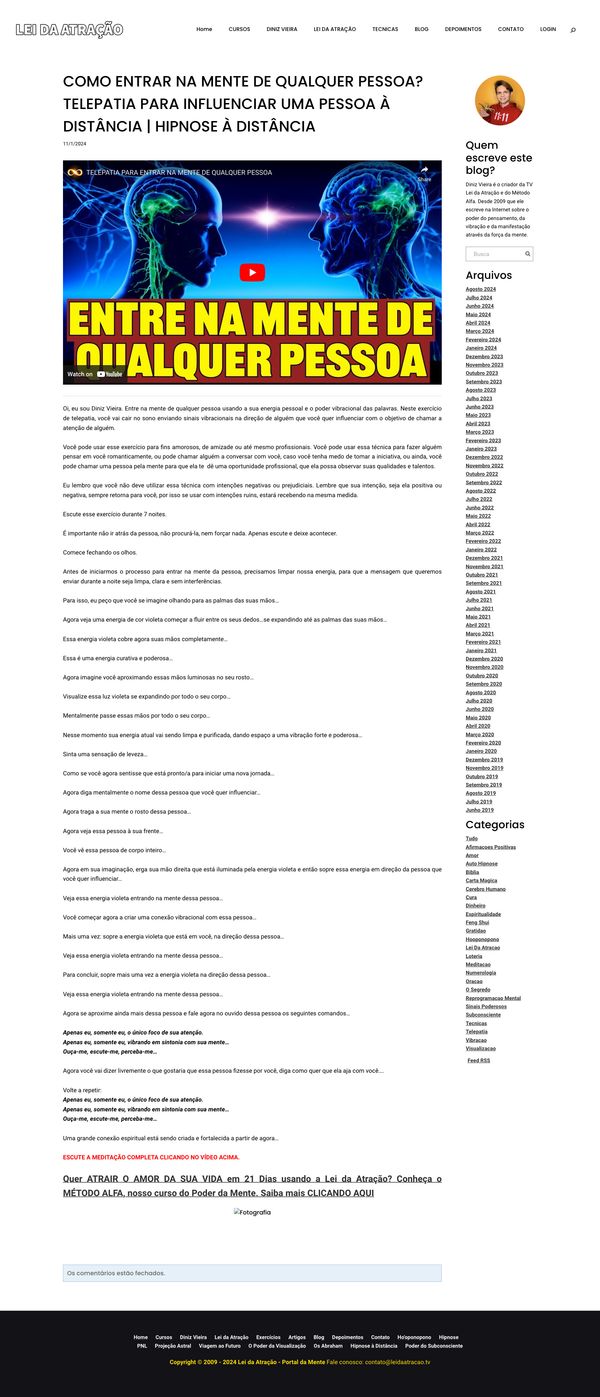 LEI DA ATRAÇÃO
Home CURSOS DINIZ VIEIRA LEI DA ATRAÇÃO TECNICAS BLOG DEPOIMENTOS CONTATO LOGIN
COMO ENTRAR NA MENTE DE QUALQUER PESSOA?
TELEPATIA PARA INFLUENCIAR UMA PESSOA À
DISTÂNCIA | HIPNOSE À DISTÂNCIA
11/1/2024
TELEPATIA PARA ENTRAR NA MENTE DE QUALQUER PESSOA
Share
ENTRE NA MENTE DE
QUALQUER PESSOA
Watch on YouTube
Oi, eu sou Diniz Vieira. Entre na mente de qualquer pessoa usando a sua energia pessoal e o poder vibracional das palavras. Neste exercício
de telepatia, você vai cair no sono enviando sinais vibracionais na direção de alguém que você quer influenciar com o objetivo de chamar a
atenção de alguém.
Você pode usar esse exercício para fins amorosos, de amizade ou até mesmo profissionais. Você pode usar essa técnica para fazer alguém
pensar em você romanticamente, ou pode chamar alguém a conversar com você, caso você tenha medo de tomar a iniciativa, ou ainda, você
pode chamar uma pessoa pela mente para que ela te dê uma oportunidade profissional, que ela possa observar suas qualidades e talentos.
Eu lembro que você não deve utilizar essa técnica com intenções negativas ou prejudiciais. Lembre que sua intenção, seja ela positiva ou
negativa, sempre retorna para você, por isso se usar com intenções ruins, estará recebendo na mesma medida.
Escute esse exercício durante 7 noites.
É importante não ir atrás da pessoa, não procurá-la, nem forçar nada. Apenas escute e deixe acontecer.
Comece fechando os olhos.
Antes de iniciarmos o processo para entrar na mente da pessoa, precisamos limpar nossa energia, para que a mensagem que queremos
enviar durante a noite seja limpa, clara e sem interferências.
Para isso, eu peço que você se imagine olhando para as palmas das suas mãos…
Agora veja uma energia de cor violeta começar a fluir entre os seus dedos…se expandindo até as palmas das suas mãos…
Essa energia violeta cobre agora suas mãos completamente…
Essa é uma energia curativa e poderosa…
Agora imagine você aproximando essas mãos luminosas no seu rosto…
Visualize essa luz violeta se expandindo por todo o seu corpo…
Mentalmente passe essas mãos por todo o seu corpo…
Nesse momento sua energia atual vai sendo limpa e purificada, dando espaço a uma vibração forte e poderosa…
Sinta uma sensação de leveza…
Como se você agora sentisse que está pronto/a para iniciar uma nova jornada…
Agora diga mentalmente o nome dessa pessoa que você quer influenciar…
Agora traga a sua mente o rosto dessa pessoa…
Agora veja essa pessoa à sua frente…
Você vê essa pessoa de corpo inteiro…
Agora em sua imaginação, erga sua mão direita que está iluminada pela energia violeta e então sopre essa energia em direção da pessoa que
você quer influenciar…
Veja essa energia violeta entrando na mente dessa pessoa…
Você começar agora a criar uma conexão vibracional com essa pessoa…
Mais uma vez: sopre a energia violeta que está em você, na direção dessa pessoa…
Veja essa energia violeta entrando na mente dessa pessoa…
Para concluir, sopre mais uma vez a energia violeta na direção dessa pessoa…
Veja essa energia violeta entrando na mente dessa pessoa…
Agora se aproxime ainda mais dessa pessoa e fale agora no ouvido dessa pessoa os seguintes comandos…
Apenas eu, somente eu, o único foco de sua atenção.
Apenas eu, somente eu, vibrando em sintonia com sua mente…
Ouça-me, escute-me, perceba-me…
Agora você vai dizer livremente o que gostaria que essa pessoa fizesse por você, diga como quer que ela aja com você….
Volte a repetir:
Apenas eu, somente eu, o único foco de sua atenção.
Apenas eu, somente eu, vibrando em sintonia com sua mente…
Ouça-me, escute-me, perceba-me…
Uma grande conexão espiritual está sendo criada e fortalecida a partir de agora…
ESCUTE A MEDITAÇÃO COMPLETA CLICANDO NO VÍDEO ACIMA.
Quer ATRAIR O AMOR DA SUA VIDA em 21 Dias usando a Lei da Atração? Conheça o
MÉTODO ALFA, nosso curso do Poder da Mente. Saiba mais CLICANDO AQUI
Fotografia
Os comentários estão fechados.
11:11
Quem
escreve este
blog?
Diniz Vieira é o criador da TV
Lei da Atração e do Método
Alfa. Desde 2009 que ele
escreve na Internet sobre o
poder do pensamento, da
vibração e da manifestação
através da força da mente.
Busca
Arquivos
Agosto 2024
Julho 2024
Junho 2024
Maio 2024
Abril 2024
Março 2024
Fevereiro 2024
Janeiro 2024
Dezembro 2023
Novembro 2023
Outubro 2023
Setembro 2023
Agosto 2023
Julho 2023
Junho 2023
Maio 2023
Abril 2023
Março 2023
Fevereiro 2023
Janeiro 2023
Dezembro 2022
Novembro 2022
Outubro 2022
Setembro 2022
Agosto 2022
Julho 2022
Junho 2022
Maio 2022
Abril 2022
Março 2022
Fevereiro 2022
Janeiro 2022
Dezembro 2021
Novembro 2021
Outubro 2021
Setembro 2021
Agosto 2021
Julho 2021
Junho 2021
Maio 2021
Abril 2021
Março 2021
Fevereiro 2021
Janeiro 2021
Dezembro 2020
Novembro 2020
Outubro 2020
Setembro 2020
Agosto 2020
Julho 2020
Junho 2020
Maio 2020
Abril 2020
Março 2020
Fevereiro 2020
Janeiro 2020
Dezembro 2019
Novembro 2019
Outubro 2019
Setembro 2019
Agosto 2019
Julho 2019
Junho 2019
Categorias
Tudo
Afirmacoes Positivas
Amor
Auto Hipnose
Biblia
Carta Magica
Cerebro Humano
Cura
Dinheiro
Espiritualidade
Feng Shui
Gratidao
Hooponopono
Lei Da Atracao
Loteria
Meditacao
Numerologia
Oracao
O Segredo
Reprogramacao Mental
Sinais Poderosos
Subconsciente
Tecnicas
Telepatia
Vibracao
Visualizacao
Feed RSS
Home Cursos Diniz Vieira Lei da Atração Exercícios Artigos Blog Depoimentos Contato Ho'oponopono Hipnose
PNL Projeção Astral Viagem ao Futuro O Poder da Visualização Os Abraham Hipnose à Distância Poder do Subconsciente
Copyright © 2009 - 2024 Lei da Atração - Portal da Mente Fale conosco: contato@leidaatracao.tv